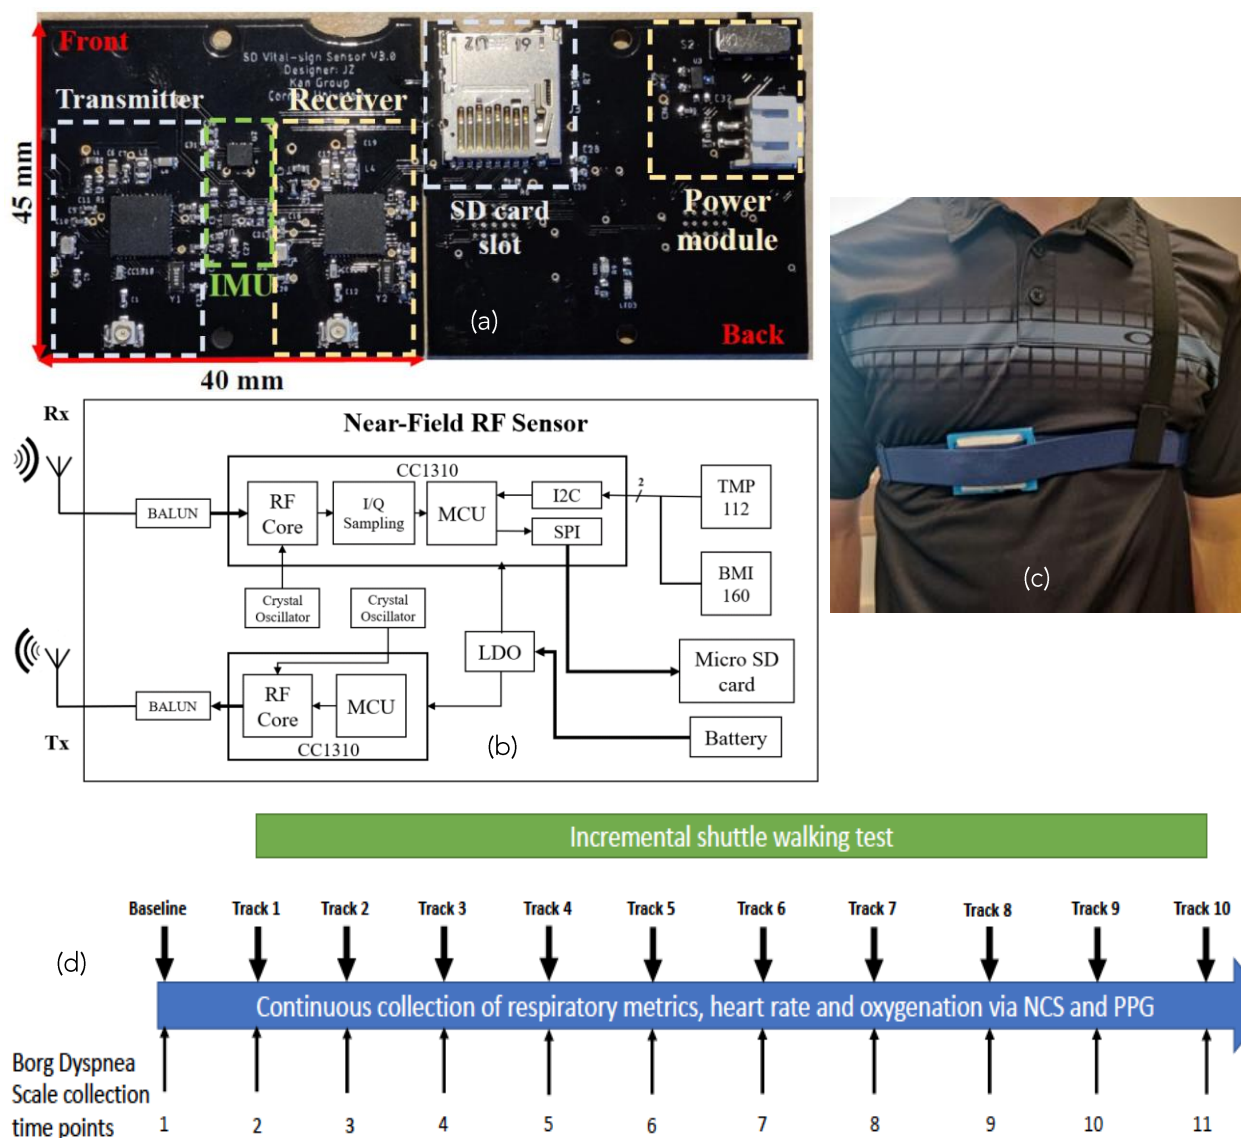 Front
SD Vital-sign Sensor V3.0
Designer: JZ
Kan Group
Transmitter
Receiver
IMU
CC1310
Y1
Y2
45 mm
40 mm
S2
SD card
slot
Power
module
(a)
Back
Rx
Near-Field RF Sensor
CC1310
RF
Core
I/Q
Sampling
MCU
I2C
SPI
2
TMP
112
BALUN
BMI
160
Crystal
Oscillator
Crystal
Oscillator
LDO
Micro SD
card
BALUN
RF
Core
MCU
CC1310
Battery
Tx
(b)
(c)
Incremental shuttle walking test
Baseline Track 1 Track 2 Track 3 Track 4 Track 5 Track 6 Track 7 Track 8 Track 9 Track 10
(d)
Continuous collection of respiratory metrics, heart rate and oxygenation via NCS and PPG
Borg Dyspnea
Scale collection
time points
1 2 3 4 5 6 7 8 9 10 11